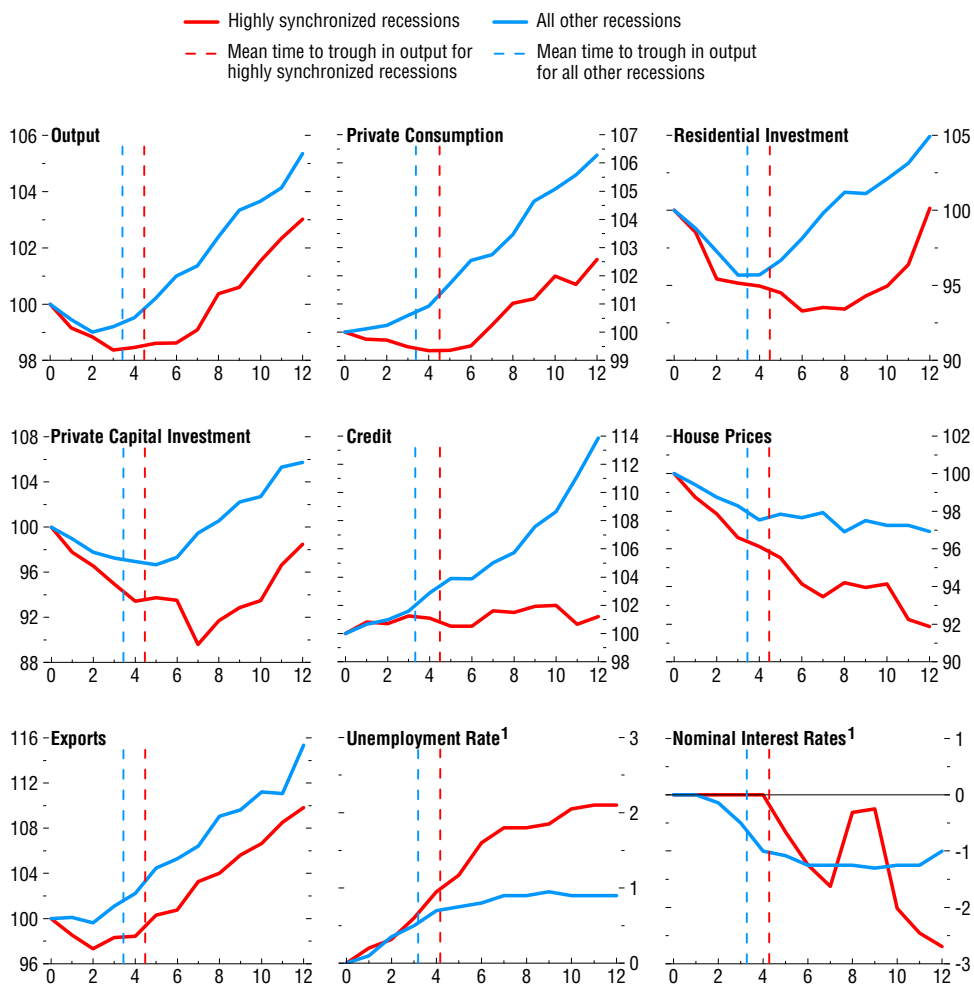 Highly synchronized recessions
All other recessions
Mean time to trough in output for
highly synchronized recessions
Mean time to trough in output
for all other recessions
Output
106
104
102
100
98
0 2 4 6 8 10 12
Private Consumption
107
106
105
104
103
102
101
100
99
0 2 4 6 8 10 12
Residential Investment
105
100
95
90
0 2 4 6 8 10 12
Private Capital Investment
108
104
100
96
92
88
0 2 4 6 8 10 12
Credit
114
112
110
108
106
104
102
100
98
0 2 4 6 8 10 12
House Prices
102
100
98
96
94
92
90
0 2 4 6 8 10 12
Exports
116
112
108
104
100
96
0 2 4 6 8 10 12
Unemployment Rate1
3
2
1
0
0 2 4 6 8 10 12
Nominal Interest Rates1
1
0
-1
-2
-3
0 2 4 6 8 10 12